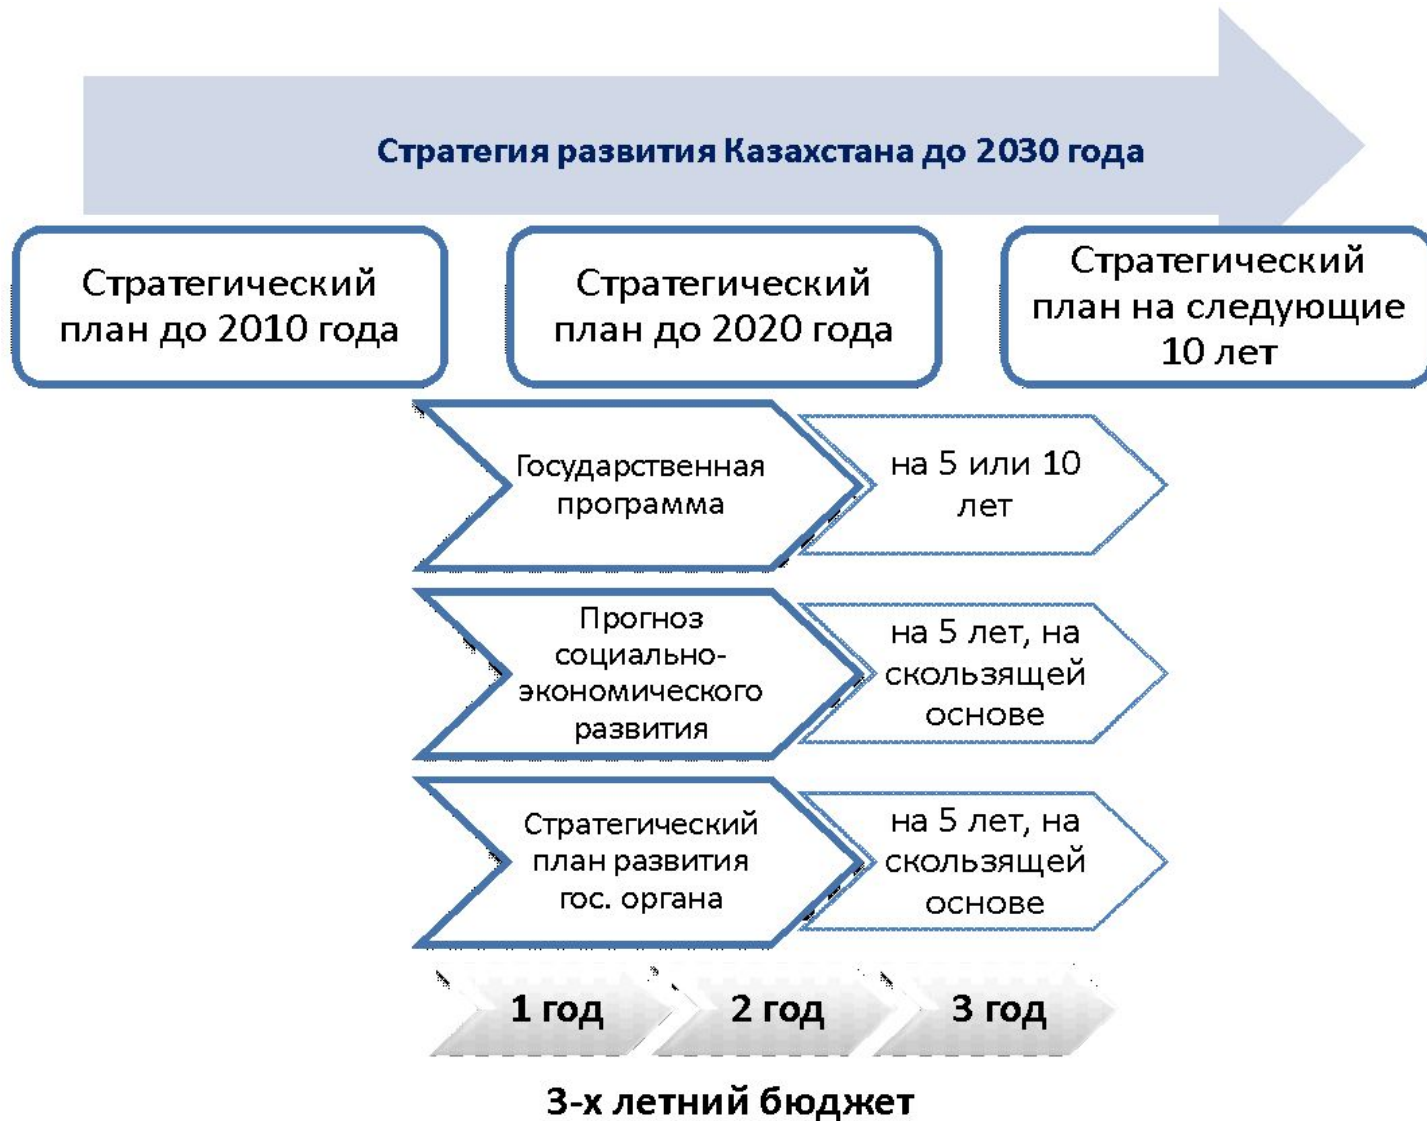 Стратегия развития Казахстана до 2030 года
Стратегический
план до 2010 года
Стратегический
план до 2020 года
Стратегический
план на следующие
10 лет
Государственная
программа
на 5 или 10
лет
Прогноз
социально-
экономического
развития
на 5 лет, на
скользящей
основе
Стратегический
план развития
гос. органа
на 5 лет, на
скользящей
основе
1 год
2 год
3 год
3-х летний бюджет